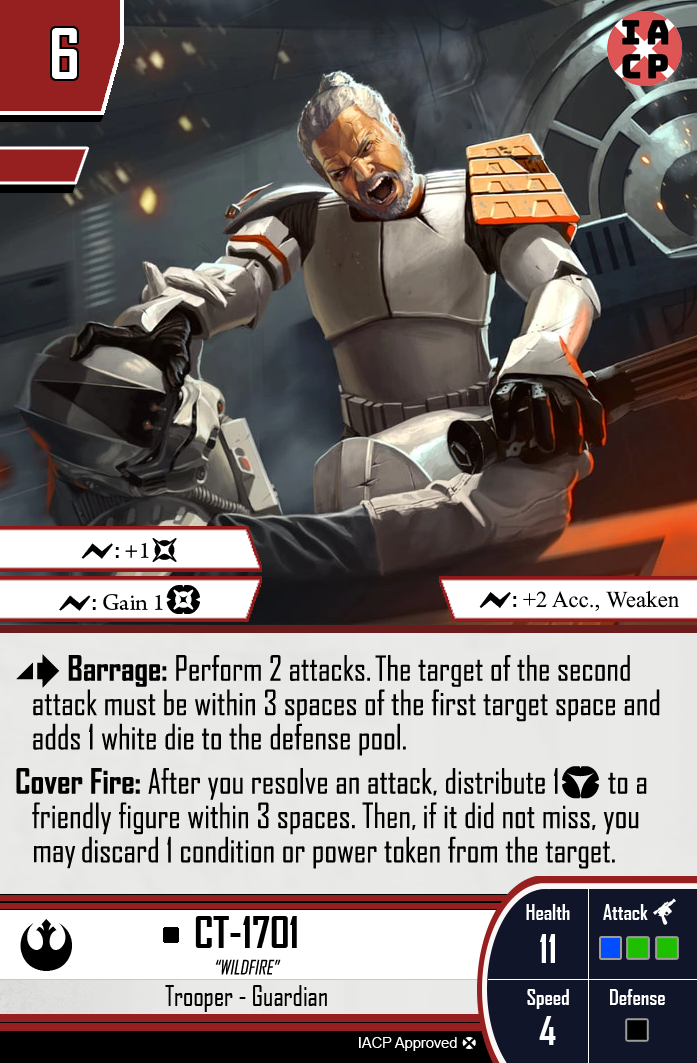 6
IA
CP
: +1
: Gain 1
: +2 Acc., Weaken
Barrage: Perform 2 attacks. The target of the second
attack must be within 3 spaces of the first target space and
adds 1 white die to the defense pool.
Cover Fire: After you resolve an attack, distribute 1 to a
friendly figure within 3 spaces. Then, if it did not miss, you
may discard 1 condition or power token from the target.
CT-1701
"WILDFIRE"
Trooper - Guardian
Health
11
Attack
Speed
4
Defense
IACP Approved